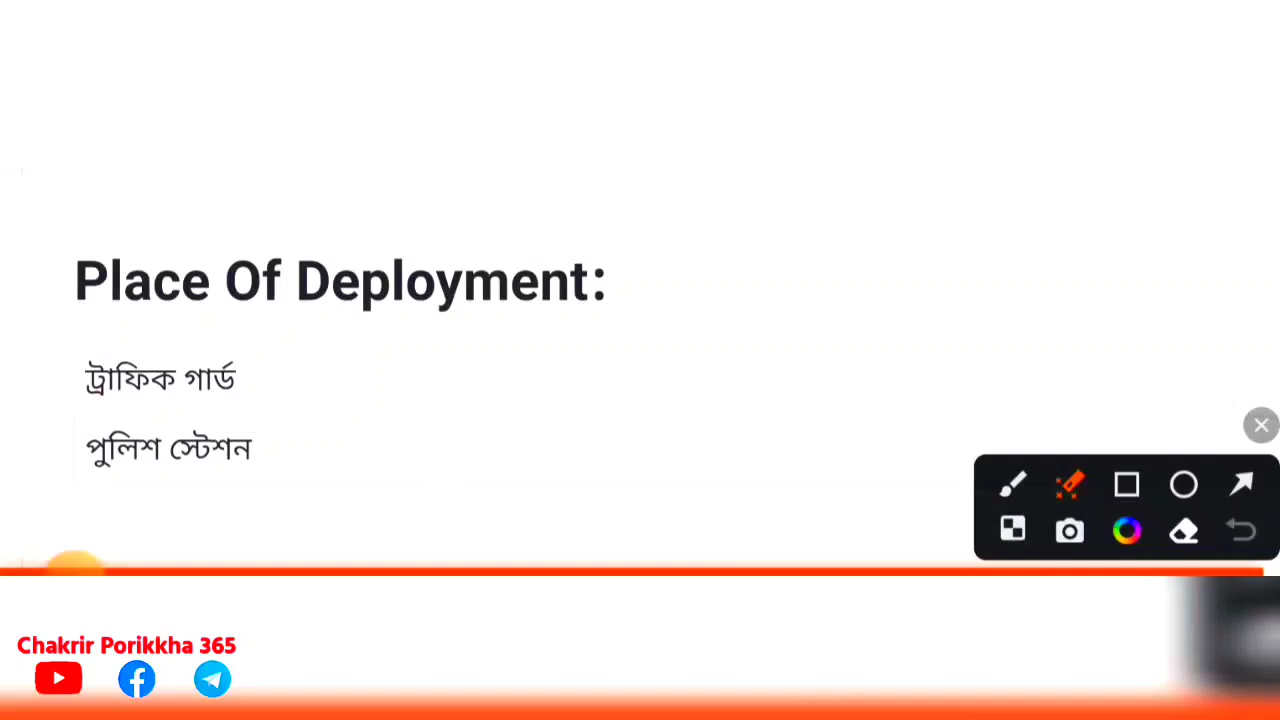 Place Of Deployment:
ট্রাফিক গার্ড
পুলিশ স্টেশন
Chakrir Porikkha 365